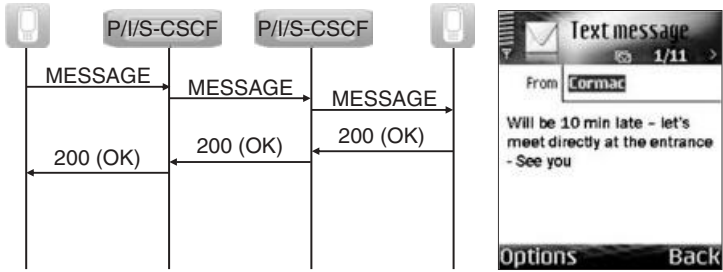 P/I/S-CSCF P/I/S-CSCF
MESSAGE
MESSAGE
MESSAGE
200 (OK)
200 (OK)
200 (OK)
Text message
1/11
From Cormac
Will be 10 min late – let's
meet directly at the entrance
- See you
Options Back